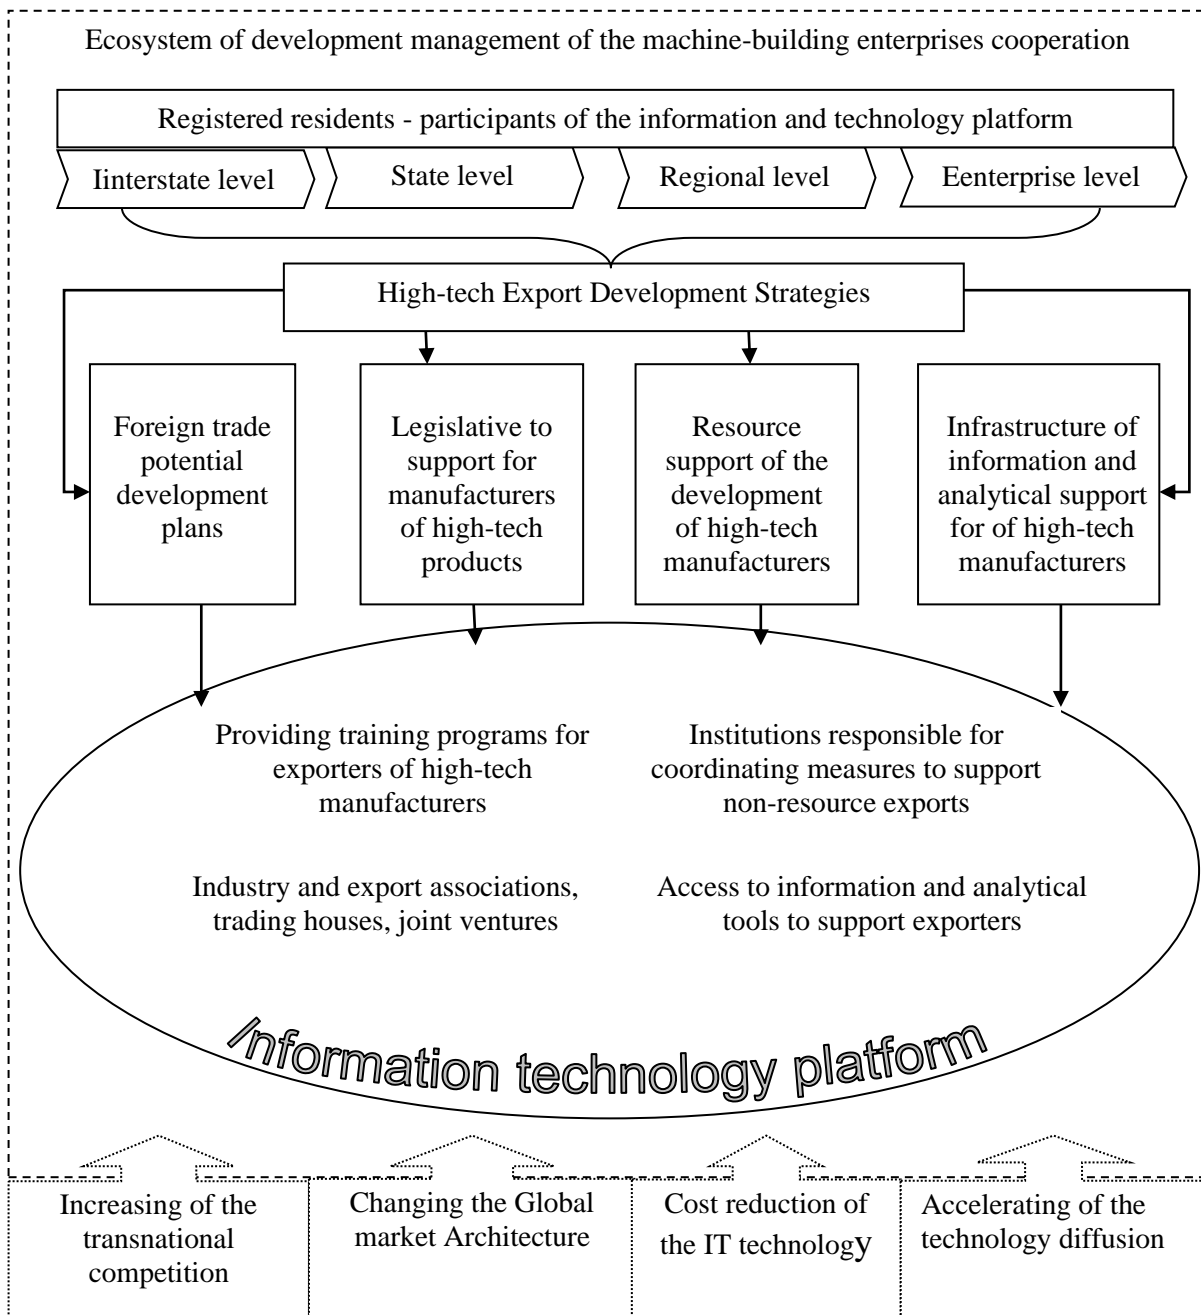 Ecosystem of development management of the machine-building enterprises cooperation
Registered residents - participants of the information and technology platform
Iinterstate level
State level
Regional level
Eenterprise level
High-tech Export Development Strategies
Foreign trade
potential
development
plans
Legislative to
support for
manufacturers
of high-tech
products
Resource
support of the
development
of high-tech
manufacturers
Infrastructure of
information and
analytical support
for of high-tech
manufacturers
Providing training programs for
exporters of high-tech
manufacturers
Institutions responsible for
coordinating measures to support
non-resource exports
Industry and export associations,
trading houses, joint ventures
Access to information and analytical
tools to support exporters
Information technology platform
Increasing of the
transnational
competition
Changing the Global
market Architecture
Cost reduction of
the IT technology
Accelerating of the
technology diffusion